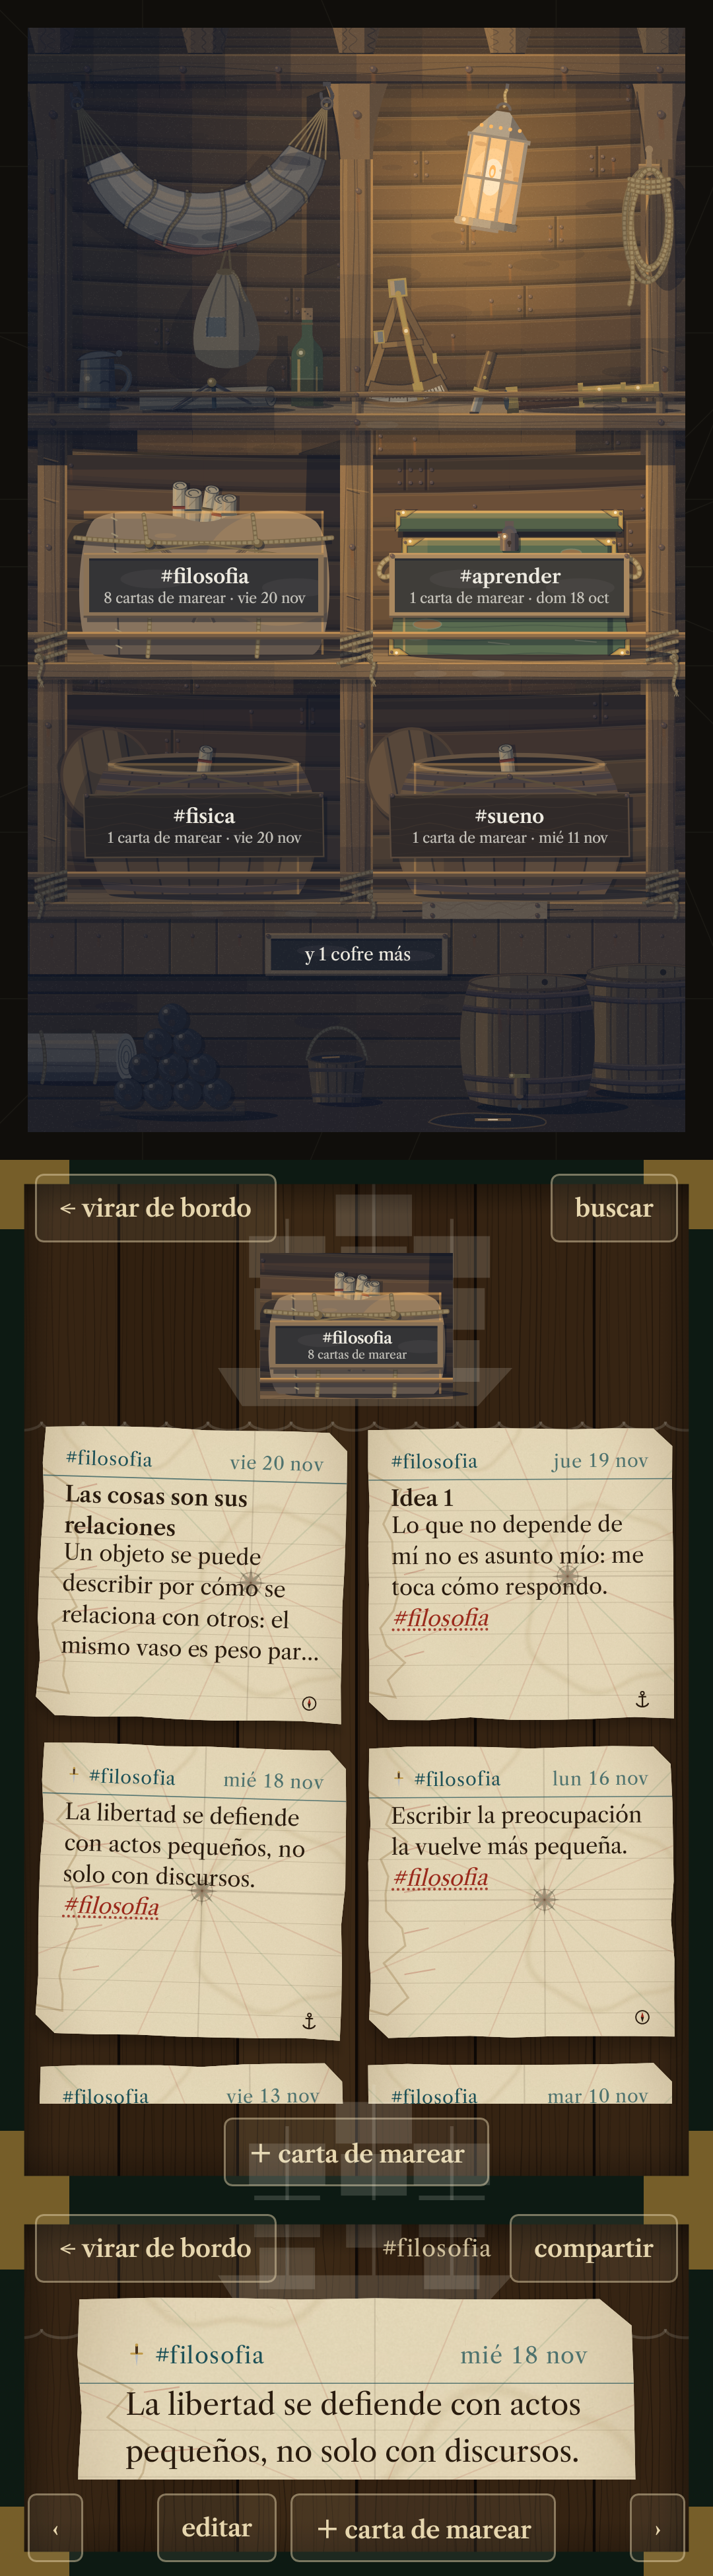 #filosofia
8 cartas de marear · vie 20 nov
#aprender
1 carta de marear · dom 18 oct
#fisica
1 carta de marear · vie 20 nov
#sueno
1 carta de marear · mié 11 nov
y 1 cofre más
← virar de bordo
buscar
#filosofia
8 cartas de marear
#filosofia vie 20 nov
Las cosas son sus
relaciones
Un objeto se puede
describir por cómo se
relaciona con otros: el
mismo vaso es peso par...
#filosofia jue 19 nov
Idea 1
Lo que no depende de
mí no es asunto mío: me
toca cómo respondo.
#filosofia
#filosofia mié 18 nov
La libertad se defiende
con actos pequeños, no
solo con discursos.
#filosofia
#filosofia lun 16 nov
Escribir la preocupación
la vuelve más pequeña.
#filosofia
#filosofia vie 13 nov
#filosofia mar 10 nov
+ carta de marear
← virar de bordo
#filosofia
compartir
#filosofia mié 18 nov
La libertad se defiende con actos
pequeños, no solo con discursos.
‹
editar
+ carta de marear
›